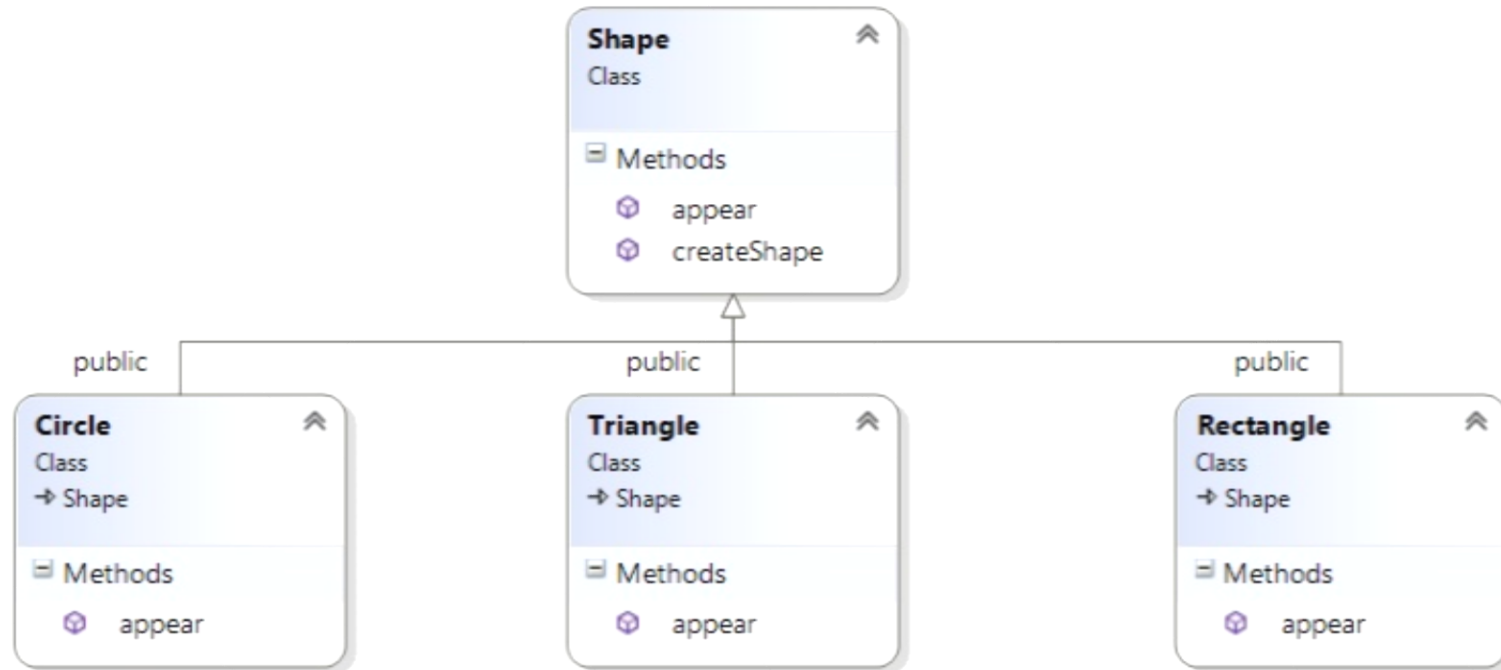 Shape
Class
Methods
appear
createShape
public
public
public
Circle
Class
Shape
Methods
appear
Triangle
Class
Shape
Methods
appear
Rectangle
Class
Shape
Methods
appear